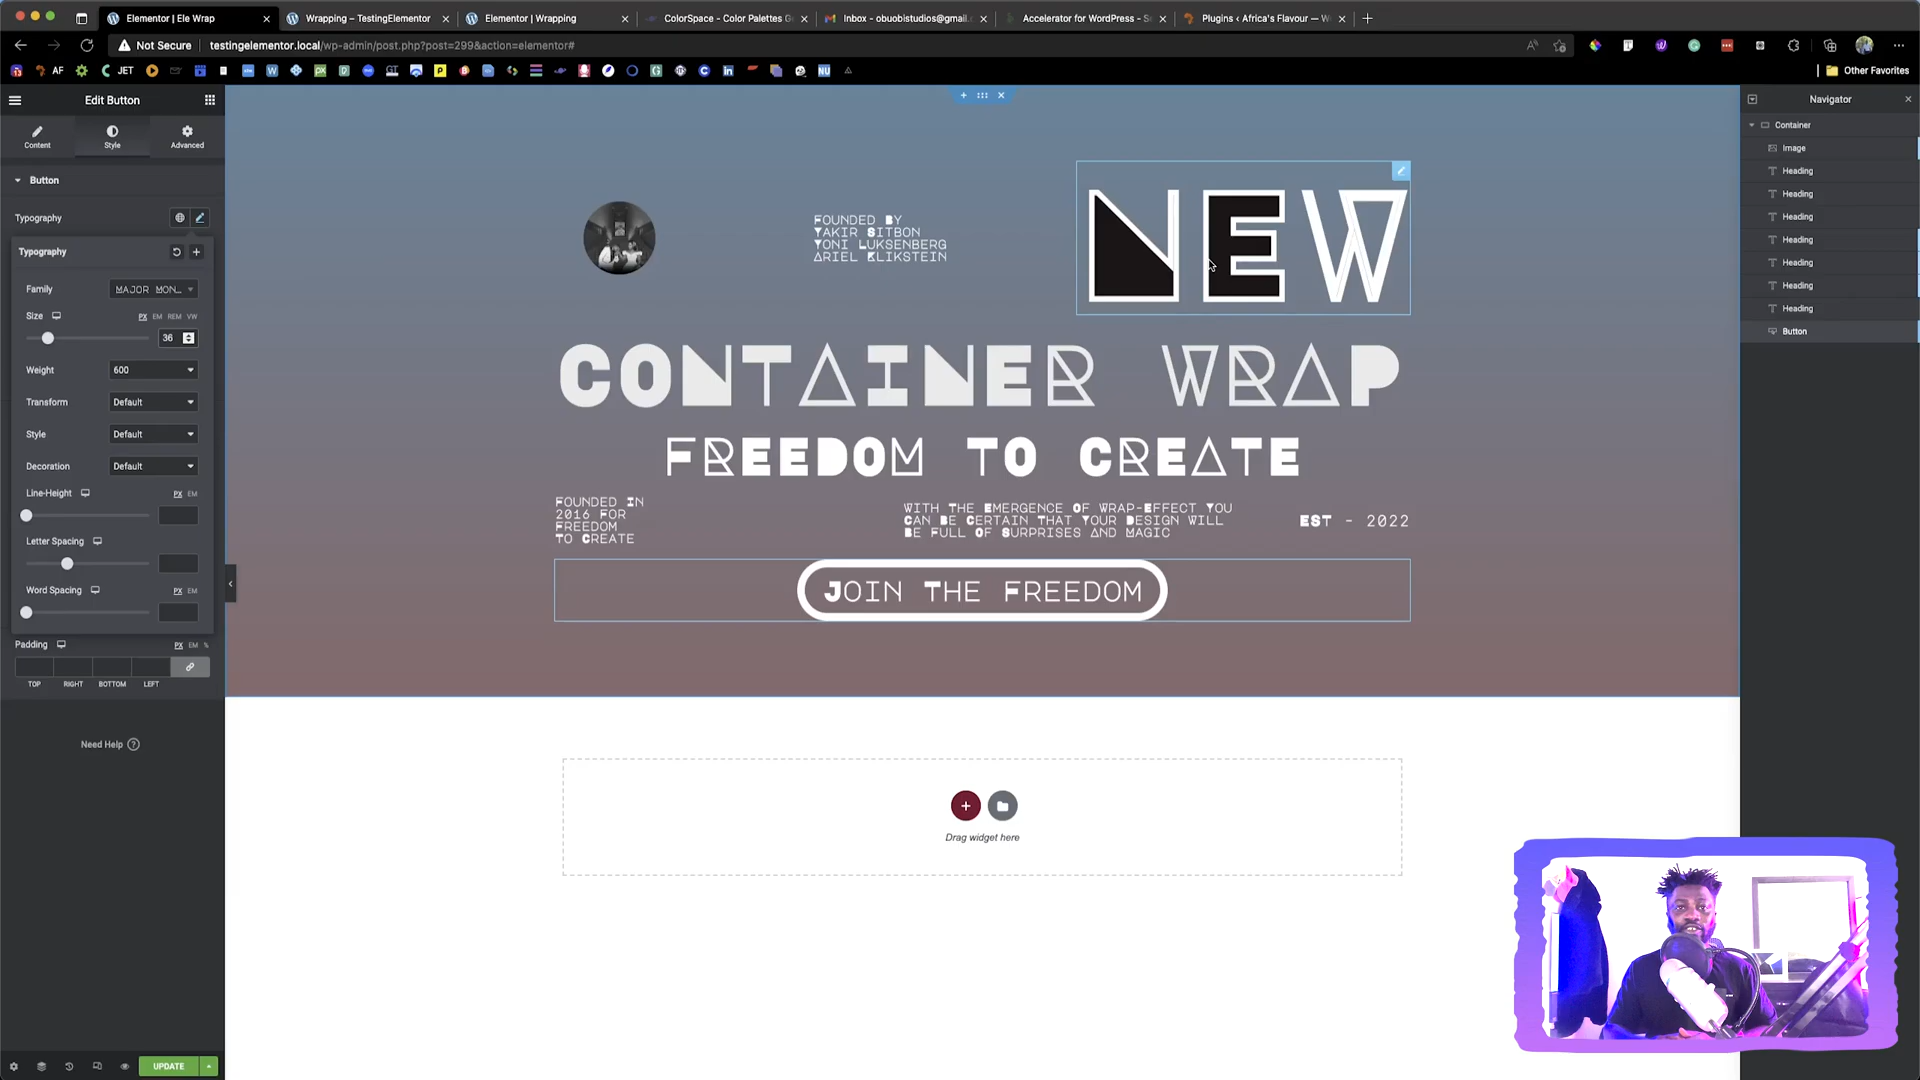 Elementor | Ele Wrap
Wrapping – TestingElementor
Elementor | Wrapping
ColorSpace - Color Palettes G
Inbox - obuobistudios@gmail.
Accelerator for WordPress - S
Plugins ‹ Africa's Flavour — W
Not Secure
testingelementor.local/wp-admin/post.php?post=299&action=elementor#
AF
JET
Other Favorites
Edit Button
Content
Style
Advanced
Button
Typography
Typography
Family
MAJOR MON...
Size
PX EM REM VW
36
Weight
600
Transform
Default
Style
Default
Decoration
Default
Line-Height
PX EM
Letter Spacing
Word Spacing
PX EM
Padding
PX EM %
TOP RIGHT BOTTOM LEFT
Need Help
UPDATE
FOUNDED BY
YAKIR SITBON
YONI LUKSENBERG
ARIEL KLIKSTEIN
NEW
CONTAINER WRAP
FREEDOM TO CREATE
FOUNDED IN
2016 FOR
FREEDOM
TO CREATE
WITH THE EMERGENCE OF WRAP-EFFECT YOU
CAN BE CERTAIN THAT YOUR DESIGN WILL
BE FULL OF SURPRISES AND MAGIC
EST - 2022
JOIN THE FREEDOM
Drag widget here
Navigator
Container
Image
Heading
Heading
Heading
Heading
Heading
Heading
Heading
Button